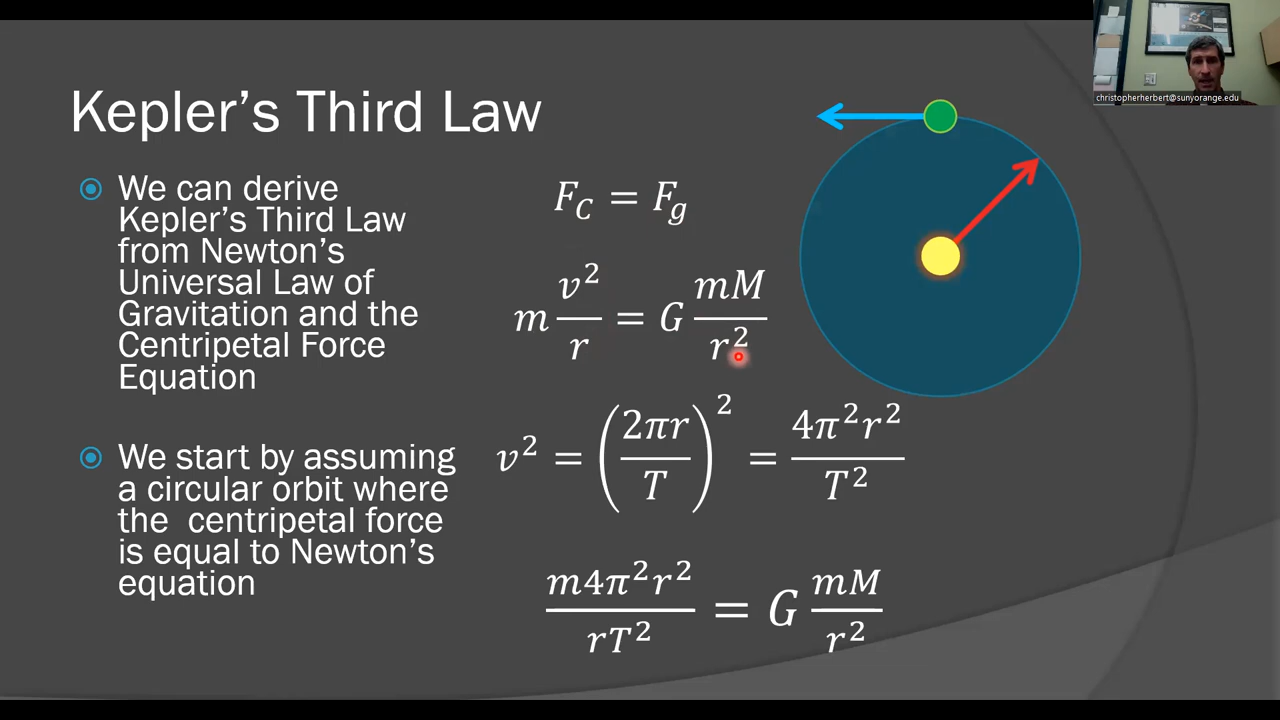 Kepler's Third Law
We can derive
Kepler's Third Law
from Newton's
Universal Law of
Gravitation and the
Centripetal Force
Equation
We start by assuming
a circular orbit where
the centripetal force
is equal to Newton's
equation
F_C = F_g
m v²/r = G mM/r²
v² = (2πr/T)² = 4π²r²/T²
m4π²r²/rT² = G mM/r²
christopherherbert@sunyorange.edu